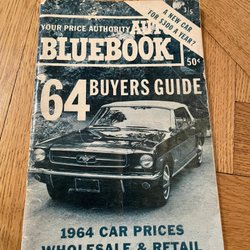 YOUR PRICE AUTHORITY AUTO
A NEW CAR
FOR $300 A YEAR?
BLUEBOOK
50¢
64 BUYERS GUIDE
1964 CAR PRICES
WHOLESALE & RETAIL